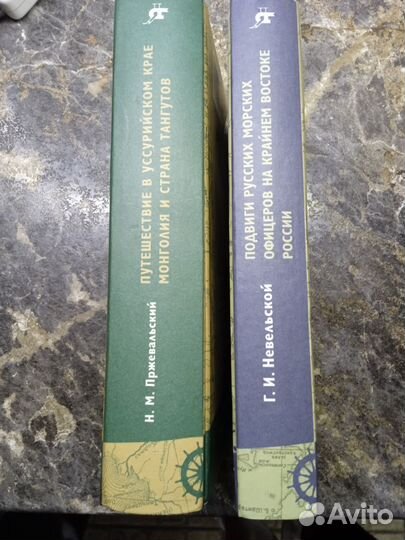 Н. М. Пржевальский
ПУТЕШЕСТВИЕ В УССУРИЙСКОМ КРАЕ
МОНГОЛИЯ И СТРАНА ТАНГУТОВ
Г. И. Невельской
ПОДВИГИ РУССКИХ МОРСКИХ
ОФИЦЕРОВ НА КРАЙНЕМ ВОСТОКЕ
РОССИИ
Avito